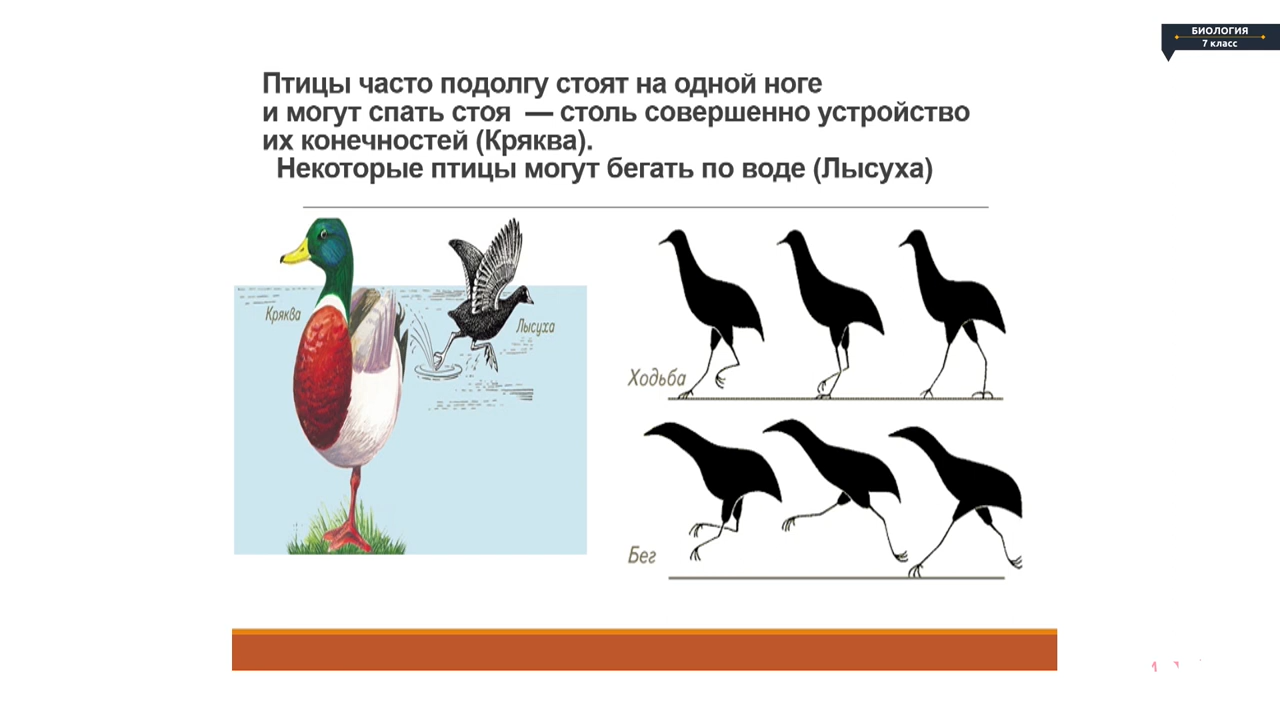 БИОЛОГИЯ
7 класс
Птицы часто подолгу стоят на одной ноге
и могут спать стоя — столь совершенно устройство
их конечностей (Кряква).
Некоторые птицы могут бегать по воде (Лысуха)
Кряква
Лысуха
Ходьба
Бег